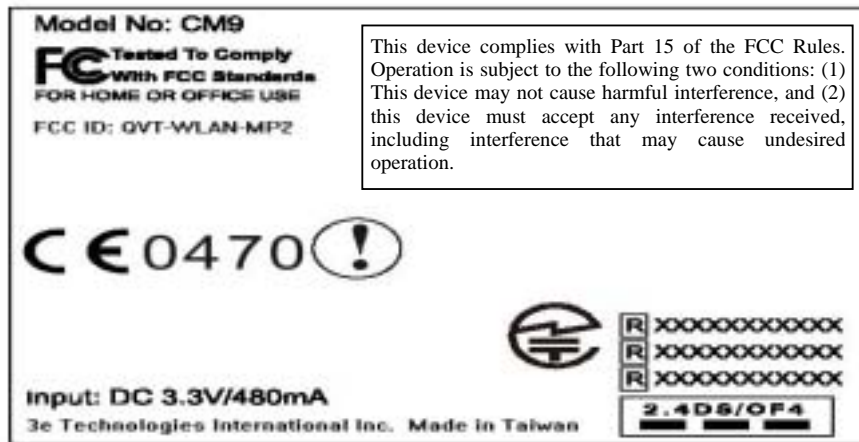 Model No: CM9
FC Tested To Comply
With FCC Standards
FOR HOME OR OFFICE USE
FCC ID: QVT-WLAN-MP2
This device complies with Part 15 of the FCC Rules.
Operation is subject to the following two conditions: (1)
This device may not cause harmful interference, and (2)
this device must accept any interference received,
including interference that may cause undesired
operation.
CE0470!
R XXXXXXXXXXX
R XXXXXXXXXXX
R XXXXXXXXXXX
2.4DS/OF4
Input: DC 3.3V/480mA
3e Technologies International Inc. Made in Taiwan